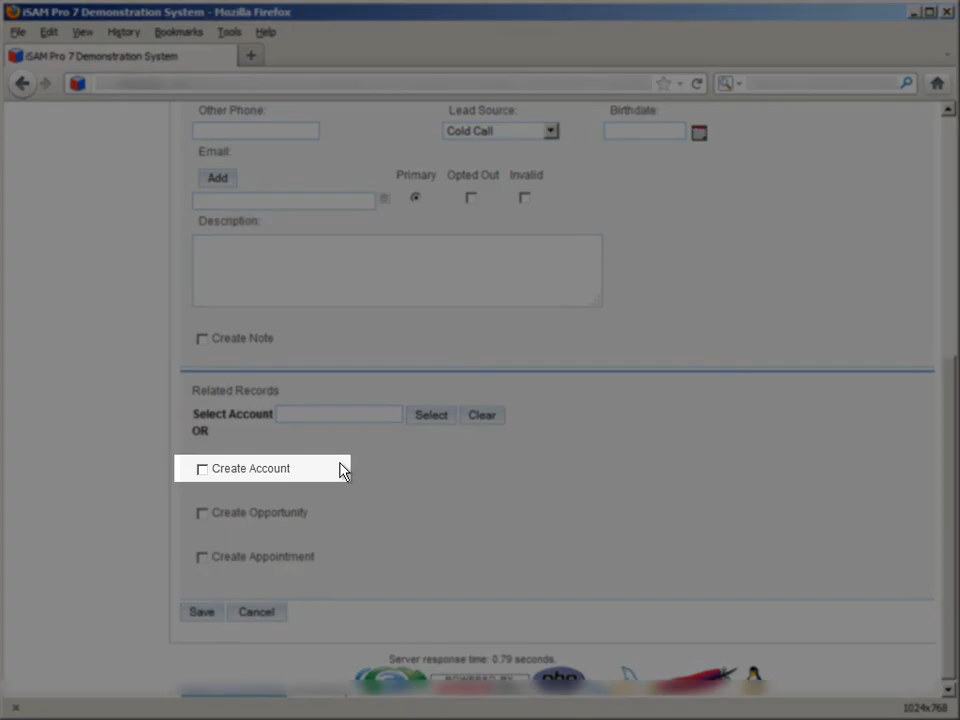 iSAM Pro 7 Demonstration System - Mozilla Firefox
File Edit View History Bookmarks Tools Help
iSAM Pro 7 Demonstration System
Other Phone: Lead Source: Birthdate:
Cold Call
Email:
Add Primary Opted Out Invalid
Description:
Create Note
Related Records
Select Account Select Clear
OR
Create Account
Create Opportunity
Create Appointment
Save Cancel
Server response time: 0.79 seconds.
POWERED BY
php
1024x768